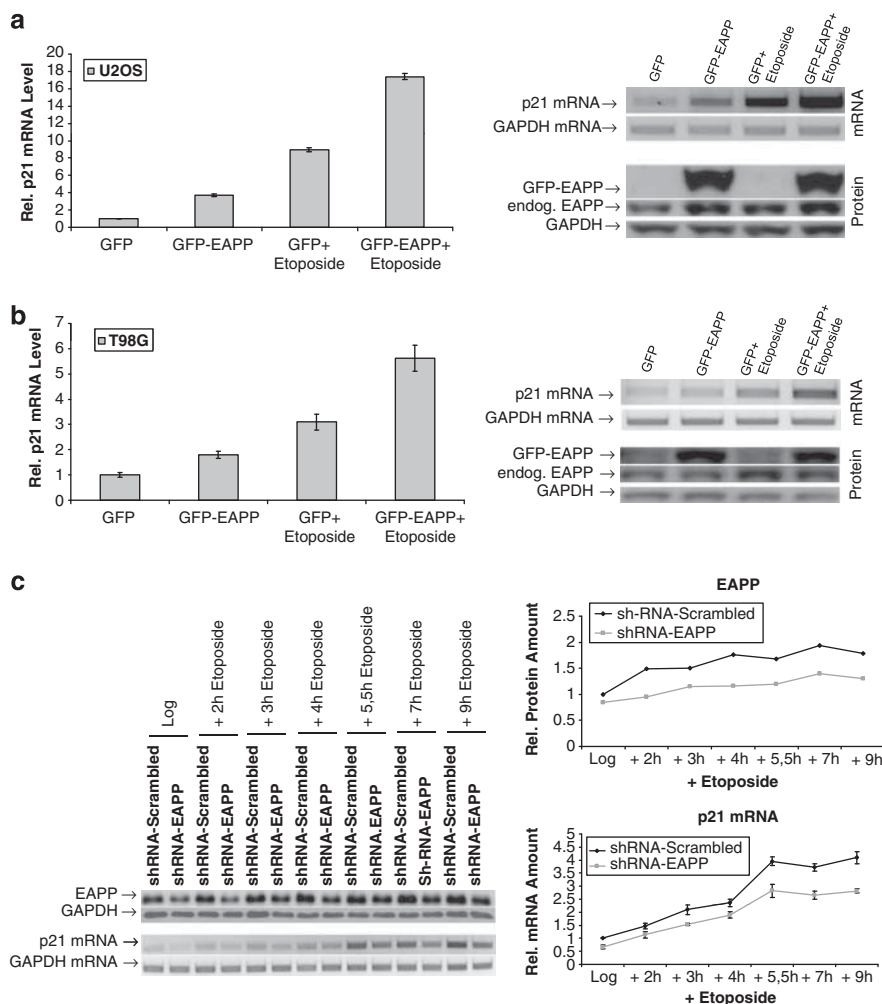 a
Rel. p21 mRNA Level
20
18
16
14
12
10
8
6
4
2
0
U2OS
GFP
GFP-EAPP
GFP+
Etoposide
GFP-EAPP+
Etoposide
GFP
GFP-EAPP
GFP+
Etoposide
GFP-EAPP+
Etoposide
p21 mRNA→
GAPDH mRNA→
mRNA
GFP-EAPP→
endog. EAPP→
GAPDH→
Protein
b
Rel. p21 mRNA Level
7
6
5
4
3
2
1
0
T98G
GFP
GFP-EAPP
GFP+
Etoposide
GFP-EAPP+
Etoposide
GFP
GFP-EAPP
GFP+
Etoposide
GFP-EAPP+
Etoposide
p21 mRNA →
GAPDH mRNA→
mRNA
GFP-EAPP→
endog. EAPP→
GAPDH→
Protein
c
Log
+ 2h Etoposide
+ 3h Etoposide
+ 4h Etoposide
+ 5,5h Etoposide
+ 7h Etoposide
+ 9h Etoposide
shRNA-Scrambled
shRNA-EAPP
shRNA-Scrambled
shRNA-EAPP
shRNA-Scrambled
shRNA-EAPP
shRNA-Scrambled
shRNA-EAPP
shRNA-Scrambled
shRNA.EAPP
shRNA-Scrambled
Sh-RNA-EAPP
shRNA-Scrambled
shRNA-EAPP
EAPP→
GAPDH→
p21 mRNA →
GAPDH mRNA→
EAPP
Rel. Protein Amount
2.5
2
1.5
1
0.5
0
sh-RNA-Scrambled
shRNA-EAPP
Log + 2h + 3h + 4h + 5,5h + 7h + 9h
+ Etoposide
p21 mRNA
Rel. mRNA Amount
5
4.5
4
3.5
3
2.5
2
1.5
1
0.5
0
shRNA-Scrambled
shRNA-EAPP
Log + 2h + 3h + 4h + 5,5h + 7h + 9h
+ Etoposide